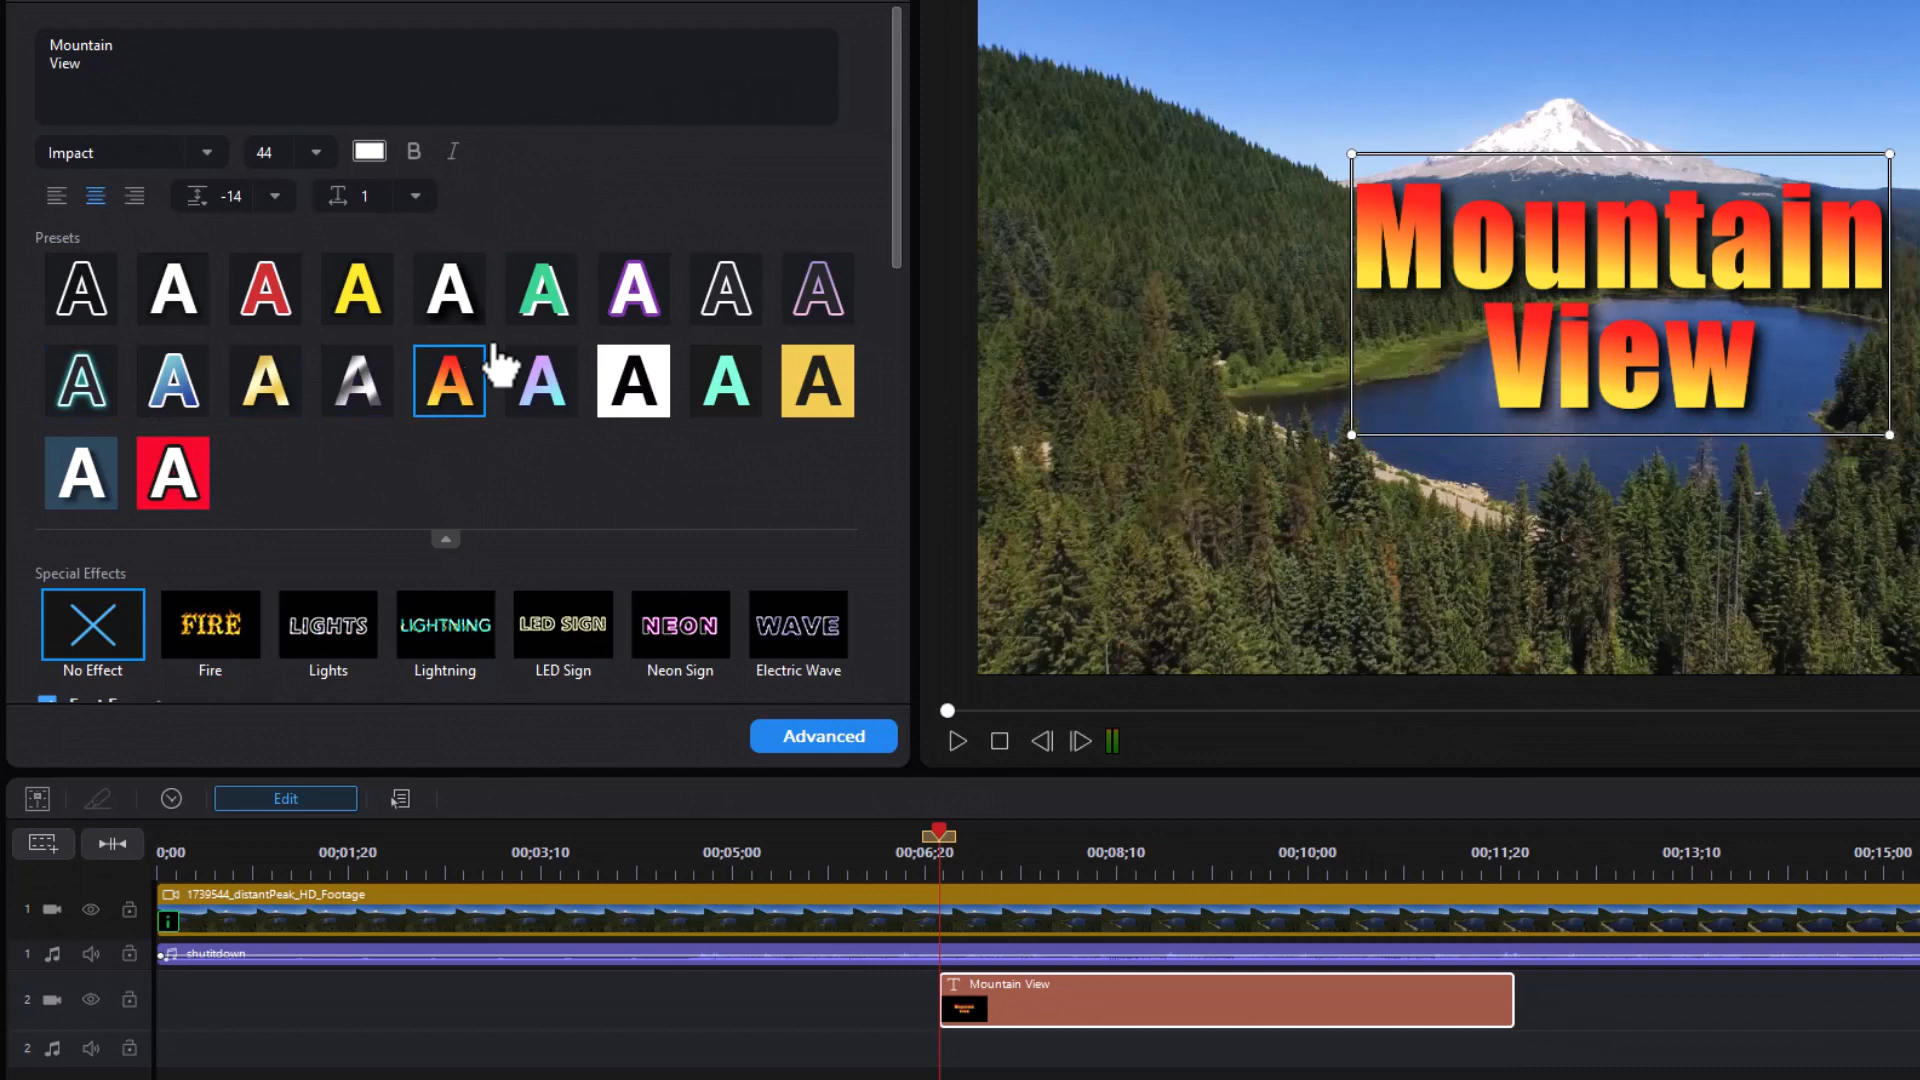 Mountain
View
Impact
44
B I
-14
1
Presets
A A A A A A A A A
A A A A A A A A A
A A
Special Effects
FIRE LIGHTS LIGHTNING LED SIGN NEON WAVE
No Effect Fire Lights Lightning LED Sign Neon Sign Electric Wave
Advanced
Mountain
View
Edit
0;00 00;01;20 00;03;10 00;05;00 00;06;20 00;08;10 00;10;00 00;11;20 00;13;10 00;15;00
1 1739544_distantPeak_HD_Footage
i
1 shutitdown
2 T Mountain View
Mountain
View
2